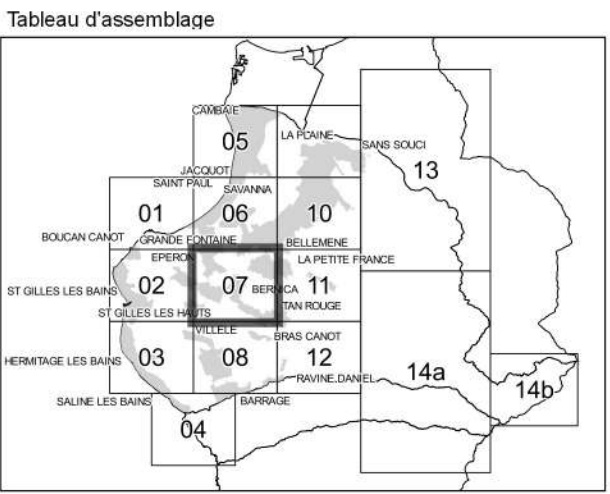 Tableau d'assemblage
CAMBAIE
05
LA PLAINE
SANS SOUCI
13
JACQUOT
SAINT PAUL
SAVANNA
01
06
10
BOUCAN CANOT
GRANDE FONTAINE
BELLEMENE
EPERON
LA PETITE FRANCE
ST GILLES LES BAINS
02
07
BERNICA
11
ST GILLES LES HAUTS
TAN ROUGE
VILLELE
BRAS CANOT
HERMITAGE LES BAINS
03
08
12
RAVINE DANIEL
14a
14b
SALINE LES BAINS
BARRAGE
04